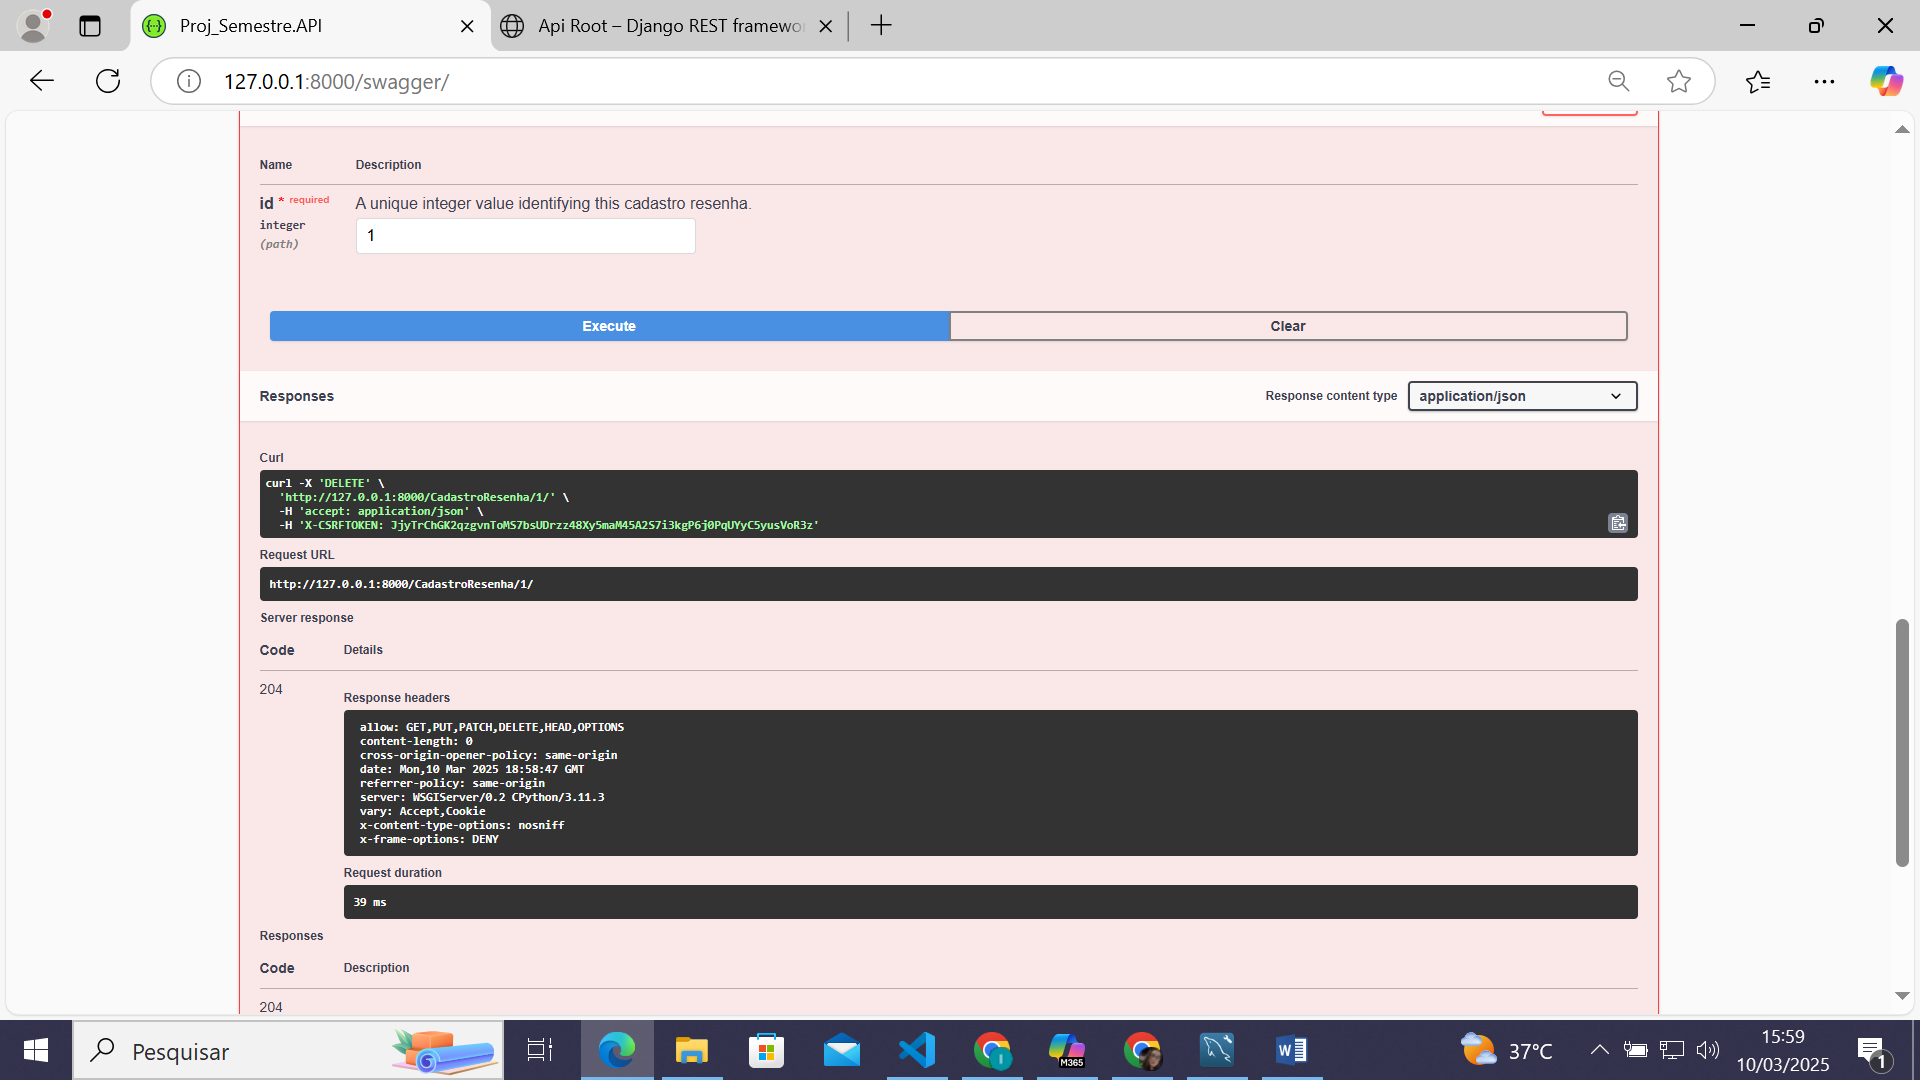 Proj_Semestre.API
Api Root – Django REST framewo
127.0.0.1:8000/swagger/
Name Description
id * required
A unique integer value identifying this cadastro resenha.
integer
(path)
1
Execute
Clear
Responses
Response content type
application/json
Curl
curl -X 'DELETE' \
'http://127.0.0.1:8000/CadastroResenha/1/' \
-H 'accept: application/json' \
-H 'X-CSRFTOKEN: JjyTrChGK2qzgvnToMS7bsUDrzz48Xy5maM45A2S7i3kgP6j0PqUYyC5yusVoR3z'
Request URL
http://127.0.0.1:8000/CadastroResenha/1/
Server response
Code Details
204
Response headers
allow: GET,PUT,PATCH,DELETE,HEAD,OPTIONS
content-length: 0
cross-origin-opener-policy: same-origin
date: Mon,10 Mar 2025 18:58:47 GMT
referrer-policy: same-origin
server: WSGIServer/0.2 CPython/3.11.3
vary: Accept,Cookie
x-content-type-options: nosniff
x-frame-options: DENY
Request duration
39 ms
Responses
Code Description
204
Pesquisar
M365
37°C
15:59
10/03/2025
1